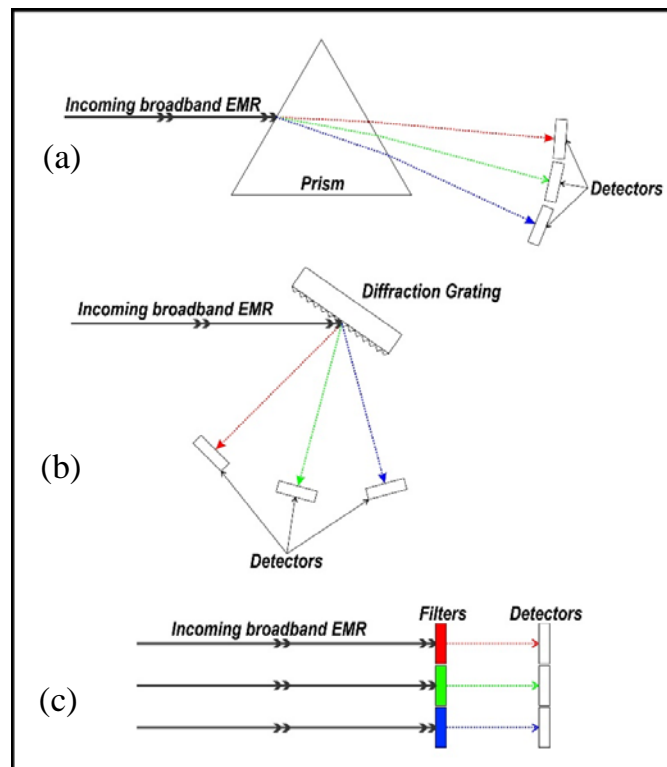 Incoming broadband EMR
(a)
Prism
Detectors
Diffraction Grating
Incoming broadband EMR
(b)
Detectors
Filters Detectors
Incoming broadband EMR
(c)